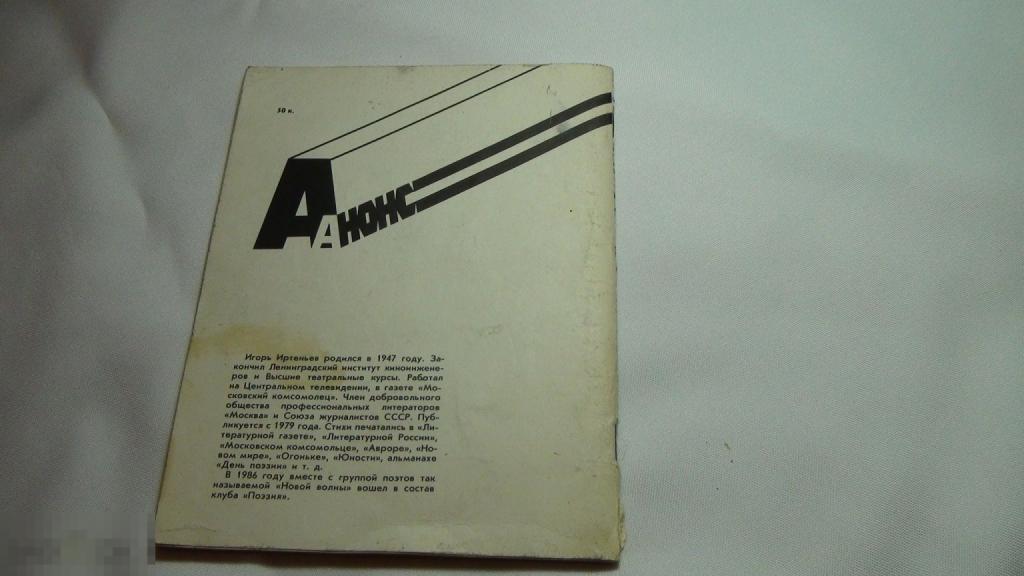 50 к.
А
Анонс
Игорь Иртеньев родился в 1947 году. За-
кончил Ленинградский институт киноинжене-
ров и Высшие театральные курсы. Работал
на Центральном телевидении, в газете «Мо-
сковский комсомолец». Член добровольного
общества профессиональных литераторов
«Москва» и Союза журналистов СССР. Пуб-
ликуется с 1979 года. Стихи печатались в «Ли-
тературной газете», «Литературной России»,
«Московском комсомольце», «Авроре», «Но-
вом мире», «Огоньке», «Юности», альманахе
«День поэзии» и т. д.
В 1986 году вместе с группой поэтов так
называемой «Новой волны» вошел в состав
клуба «Поэзия».